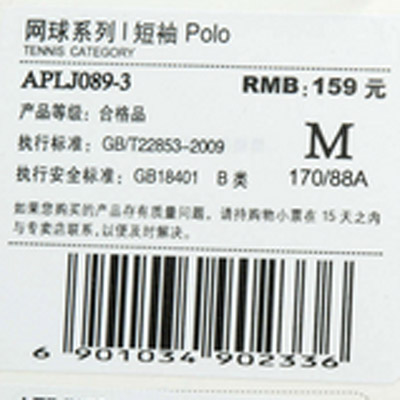 网球系列 | 短袖 Polo
TENNIS CATEGORY
APLJ089-3
RMB: 159 元
产品等级: 合格品
执行标准: GB/T22853-2009
M
执行安全标准: GB18401 B 类
170/88A
如果您购买的产品存有质量问题, 请持购物小票在 15 天之内
与专卖店联系, 以便及时解决。
6 901034 902336